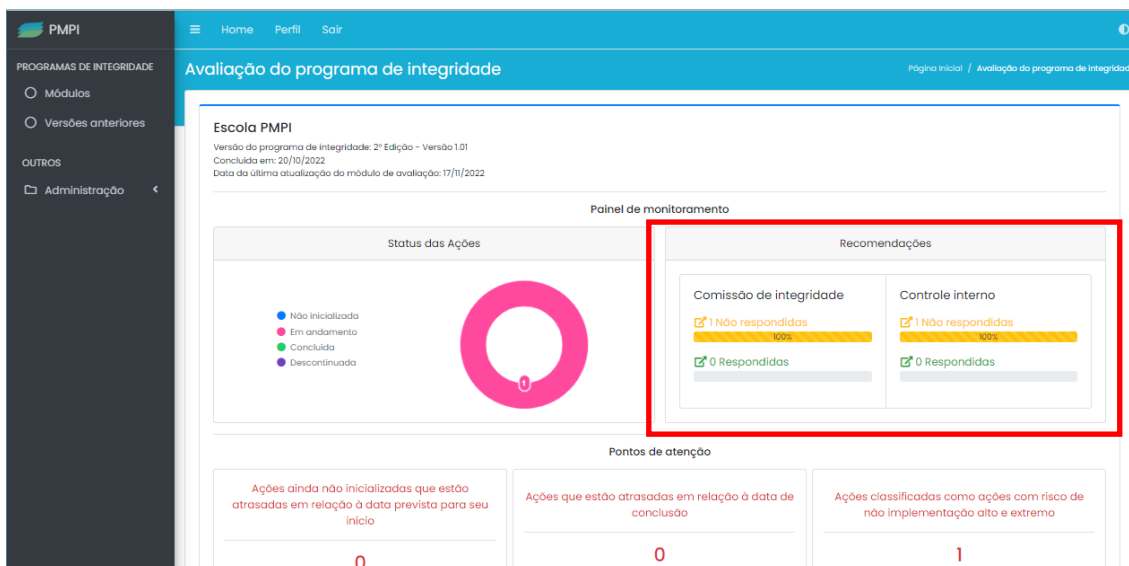 PMPI
Home Perfil Sair
PROGRAMAS DE INTEGRIDADE
Módulos
Versões anteriores
OUTROS
Administração
Avaliação do programa de integridade
Página Inicial / Avaliação do programa de integridad
Escola PMPI
Versão do programa de integridade: 2ª Edição - Versão 1.01
Concluída em: 20/10/2022
Data da última atualização do módulo de avaliação: 17/11/2022
Painel de monitoramento
Status das Ações
Não inicializada
Em andamento
Concluída
Descontinuada
1
Recomendações
Comissão de integridade
1 Não respondidas
100%
0 Respondidas
Controle interno
1 Não respondidas
100%
0 Respondidas
Pontos de atenção
Ações ainda não inicializadas que estão
atrasadas em relação à data prevista para seu
início
0
Ações que estão atrasadas em relação à data de
conclusão
0
Ações classificadas como ações com risco de
não implementação alto e extremo
1